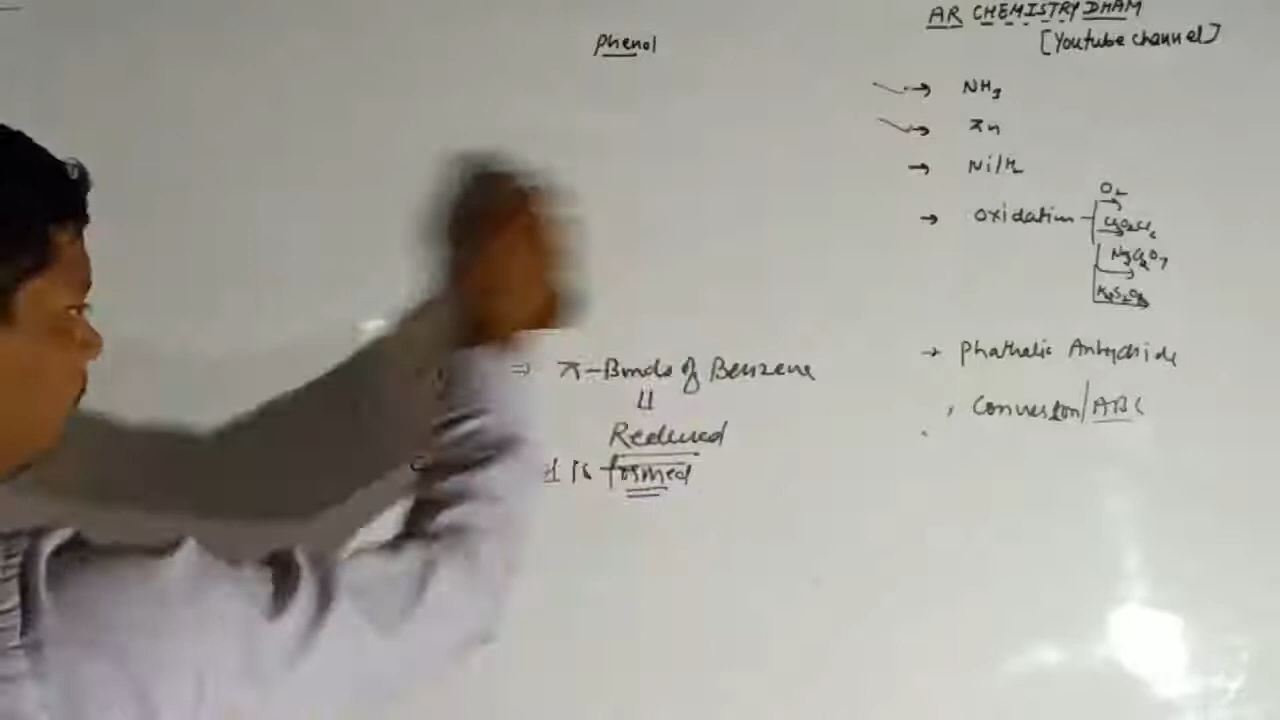 AR CHEMISTRY DHAM
[Youtube channel]
Phenol
→ NH3
→ Zn
→ Ni/H2
→ oxidation
O2
CrO2Cl2
Na2Cr2O7
K2S2O8
⇒ π-Bonds of Benzene
Reduced
is formed
→ Phathalic Anhydride
Conversion/ABC